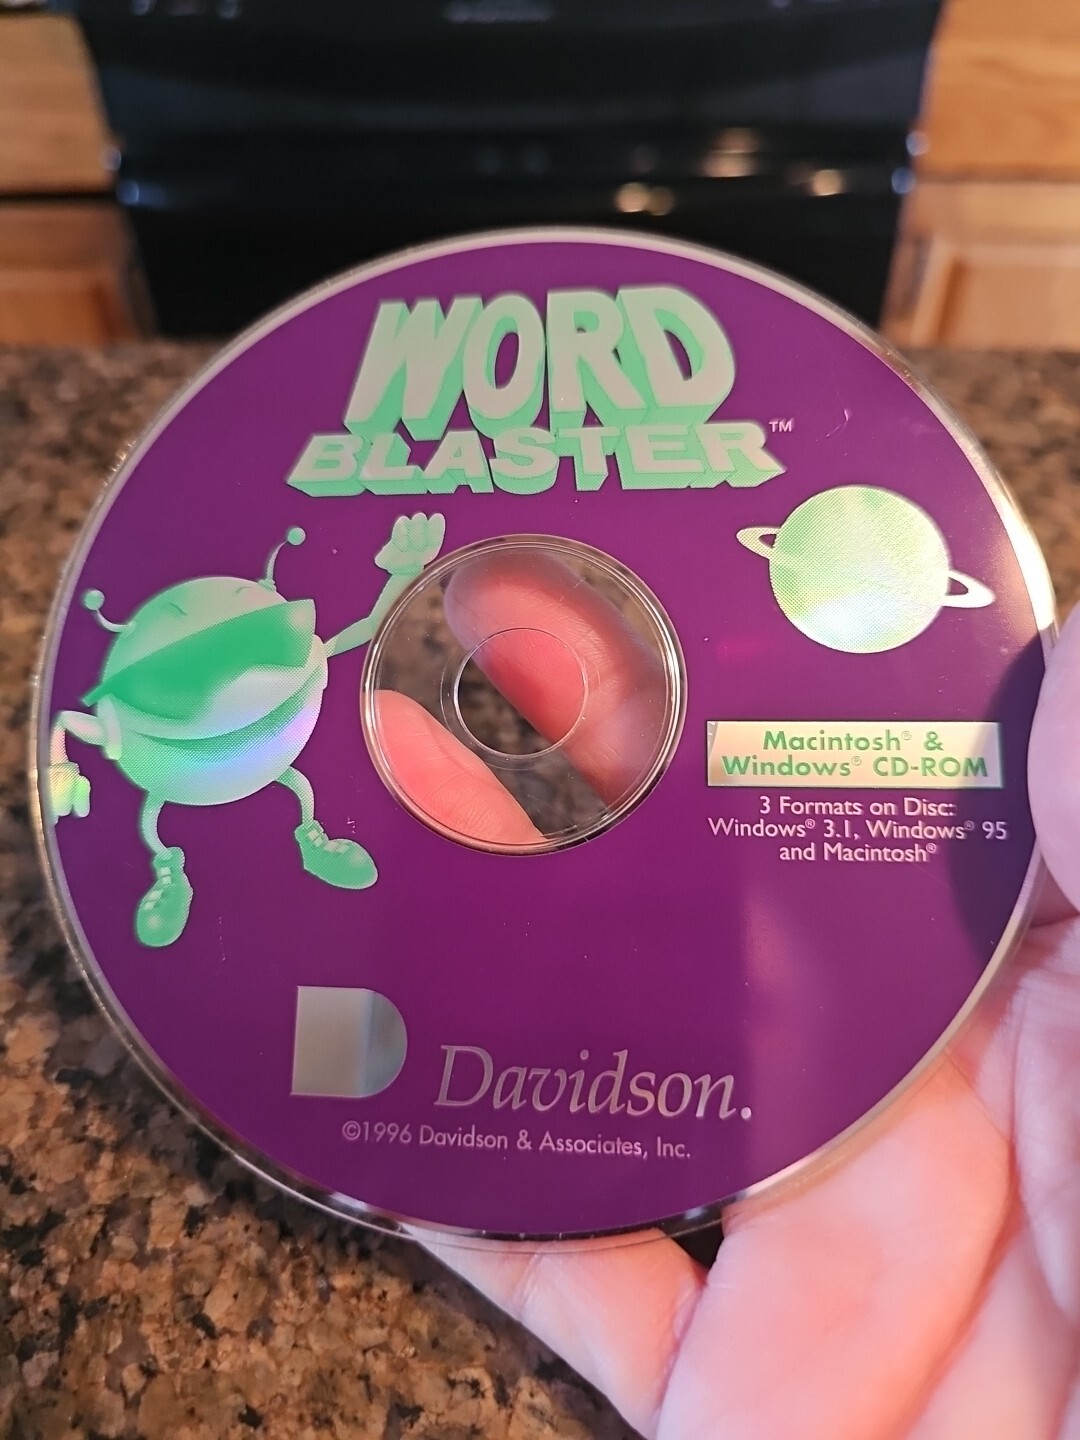 WORD
BLASTER™
Macintosh® &
Windows® CD-ROM
3 Formats on Disc:
Windows® 3.1, Windows® 95
and Macintosh®
Davidson.
©1996 Davidson & Associates, Inc.